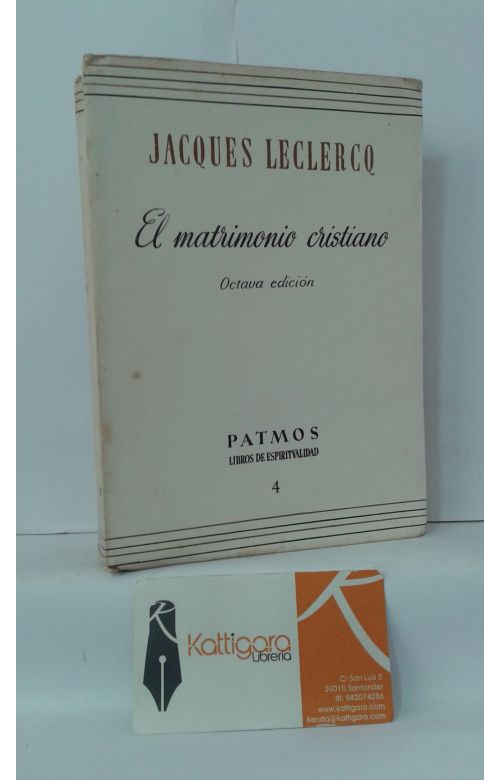 JACQUES LECLERCQ
El matrimonio cristiano
Octava edición
PATMOS
LIBROS DE ESPIRITVALIDAD
4
Kattigara
Librería
C/ San Luis 5
39010 Santander
tlf: 942074286
www.kattigara.com
tienda@kattigara.com